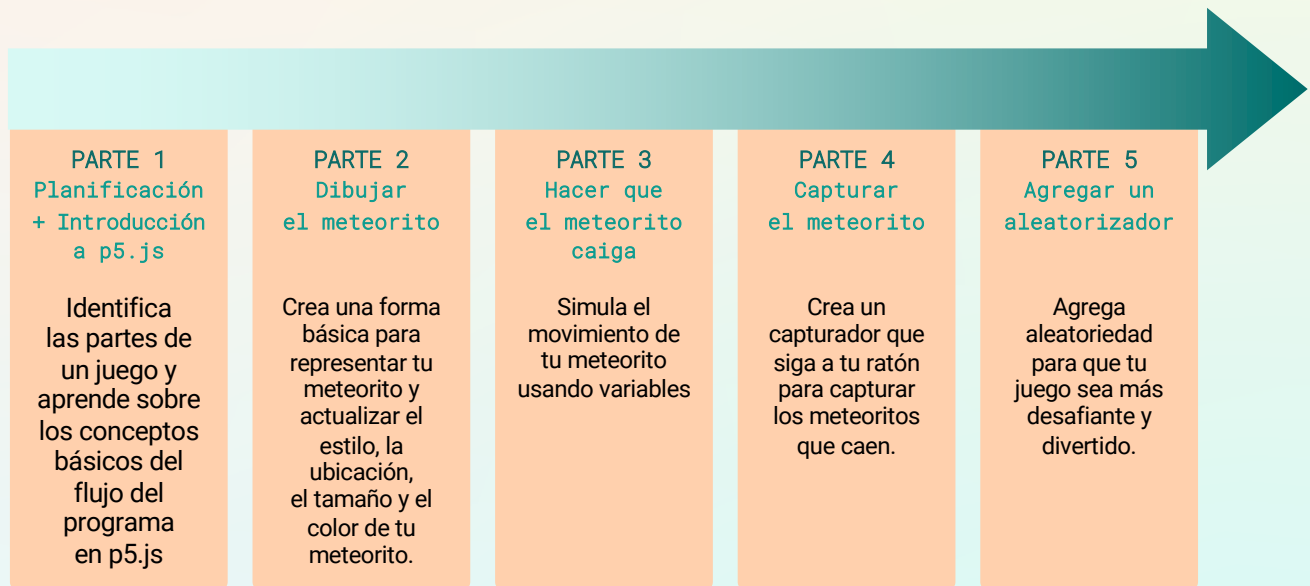 PARTE 1
Planificación
+ Introducción
a p5.js
Identifica
las partes de
un juego y
aprende sobre
los conceptos
básicos del
flujo del
programa
en p5.js
PARTE 2
Dibujar
el meteorito
Crea una forma
básica para
representar tu
meteorito y
actualizar el
estilo, la
ubicación,
el tamaño y el
color de tu
meteorito.
PARTE 3
Hacer que
el meteorito
caiga
Simula el
movimiento de
tu meteorito
usando variables
PARTE 4
Capturar
el meteorito
Crea un
capturador que
siga a tu ratón
para capturar
los meteoritos
que caen.
PARTE 5
Agregar un
aleatorizador
Agrega
aleatoriedad
para que tu
juego sea más
desafiante y
divertido.